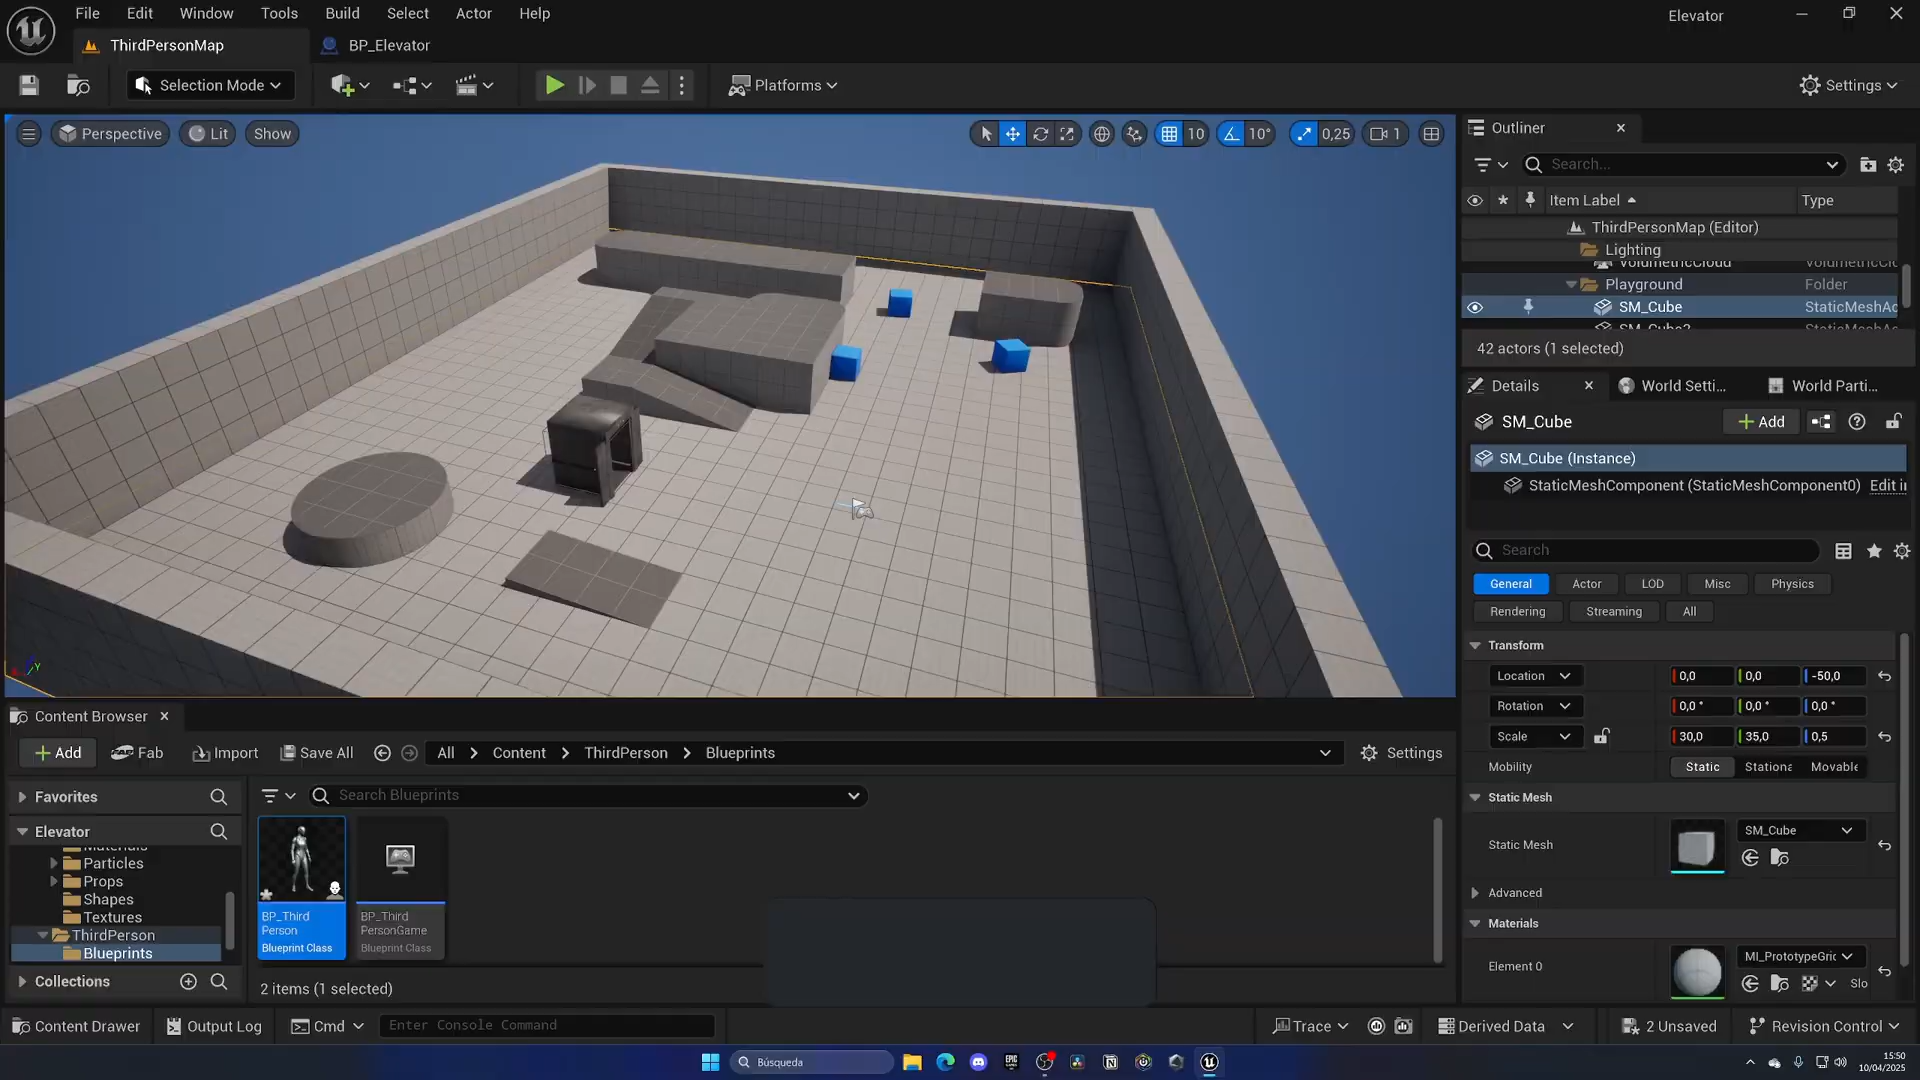 File Edit Window Tools Build Select Actor Help
Elevator
ThirdPersonMap
BP_Elevator
Selection Mode
Platforms
Settings
Perspective
Lit
Show
10
10°
0,25
1
Outliner
Search...
Item Label
Type
ThirdPersonMap (Editor)
Lighting
VolumetricCloud
Playground
Folder
SM_Cube
StaticMeshAc
42 actors (1 selected)
Details
World Setti...
World Parti...
SM_Cube
Add
SM_Cube (Instance)
StaticMeshComponent (StaticMeshComponent0)
Edit i
Search
General
Actor
LOD
Misc
Physics
Rendering
Streaming
All
Transform
Location
0,0
0,0
-50,0
Rotation
0,0 °
0,0 °
0,0 °
Scale
30,0
35,0
0,5
Mobility
Static
Stationa
Movable
Static Mesh
Static Mesh
SM_Cube
Advanced
Materials
Element 0
MI_PrototypeGri
Slo
Content Browser
Add
Fab
Import
Save All
All
Content
ThirdPerson
Blueprints
Settings
Favorites
Elevator
Materials
Particles
Props
Shapes
Textures
ThirdPerson
Blueprints
Collections
Search Blueprints
BP_Third
Person
Blueprint Class
BP_Third
PersonGame
Blueprint Class
2 items (1 selected)
Content Drawer
Output Log
Cmd
Enter Console Command
Trace
Derived Data
2 Unsaved
Revision Control
Búsqueda
15:50
10/04/2025